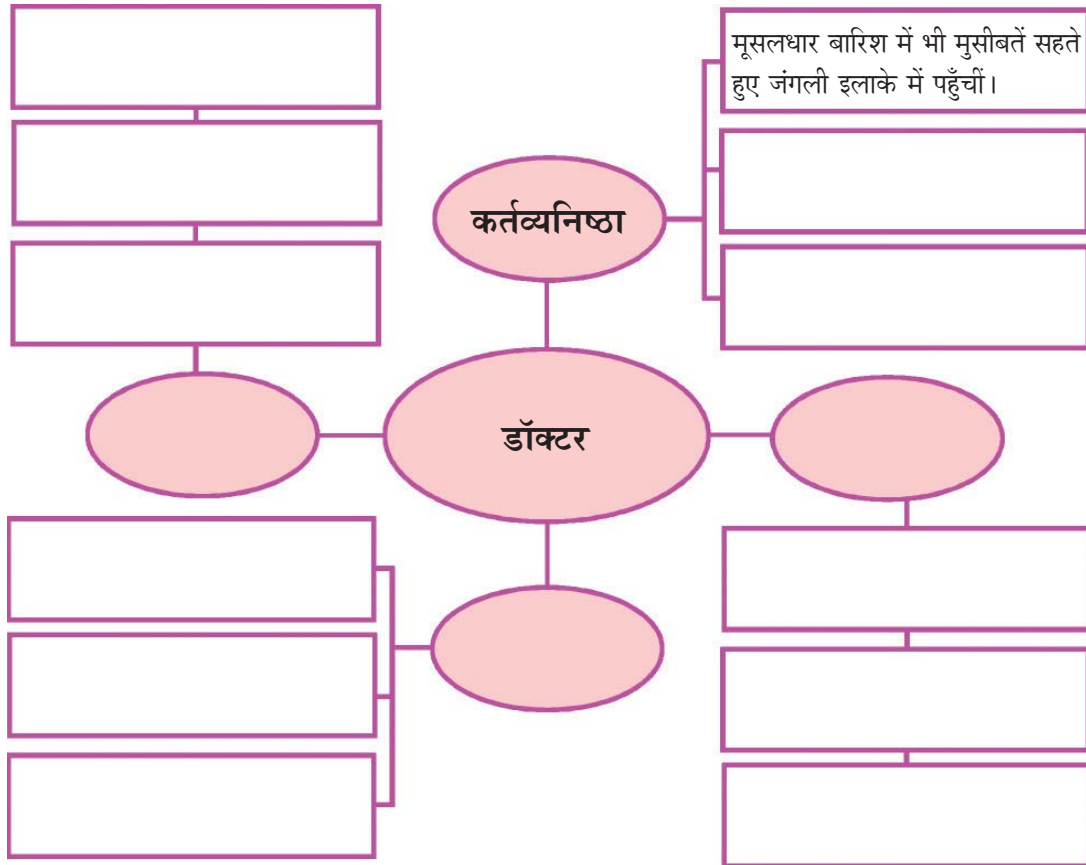 मूसलधार बारिश में भी मुसीबतें सहते
हुए जंगली इलाके में पहुँचीं।
कर्तव्यनिष्ठा
डॉक्टर